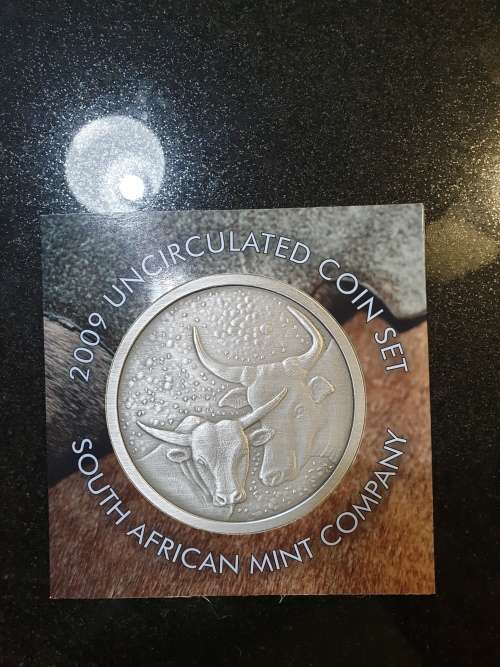 2009 UNCIRCULATED COIN SET
SOUTH AFRICAN MINT COMPANY